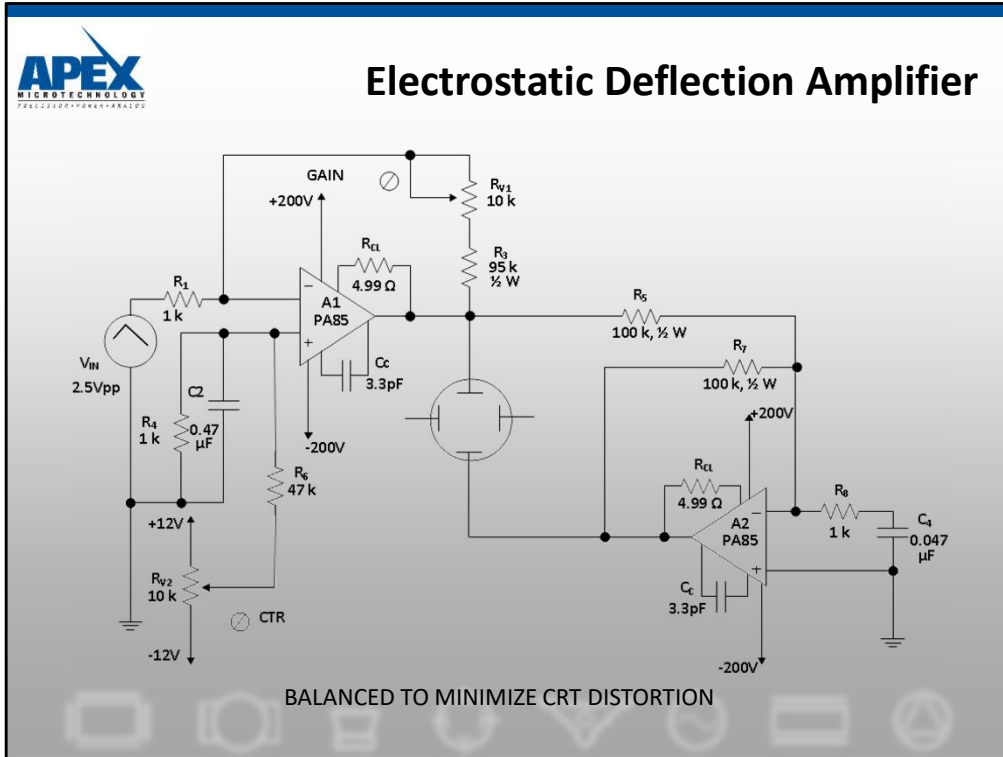 APEX
MICROTECHNOLOGY
PRECISION•POWER•ANALOG
Electrostatic Deflection Amplifier
GAIN
+200V
RV1
10 k
RCL
4.99 Ω
R3
95 k
½ W
R1
1 k
−
A1
PA85
+
R5
100 k, ½ W
R7
100 k, ½ W
VIN
2.5Vpp
CC
3.3pF
C2
0.47
µF
R4
1 k
-200V
+200V
R6
47 k
RCL
4.99 Ω
−
A2
PA85
+
R8
1 k
C4
0.047
µF
+12V
RV2
10 k
CTR
-12V
CC
3.3pF
-200V
BALANCED TO MINIMIZE CRT DISTORTION